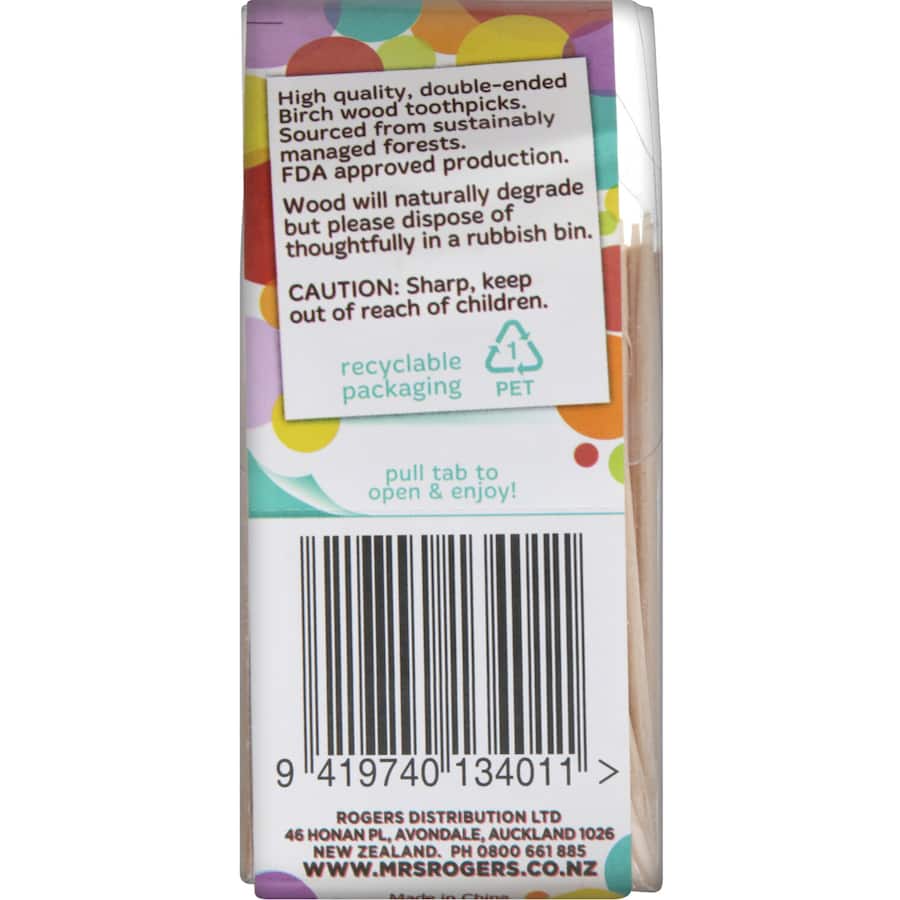 High quality, double-ended
Birch wood toothpicks.
Sourced from sustainably
managed forests.
FDA approved production.
Wood will naturally degrade
but please dispose of
thoughtfully in a rubbish bin.
CAUTION: Sharp, keep
out of reach of children.
recyclable
packaging
1
PET
pull tab to
open & enjoy!
9 419740 134011 >
ROGERS DISTRIBUTION LTD
46 HONAN PL, AVONDALE, AUCKLAND 1026
NEW ZEALAND. PH 0800 661 885
WWW.MRSROGERS.CO.NZ
Made in China